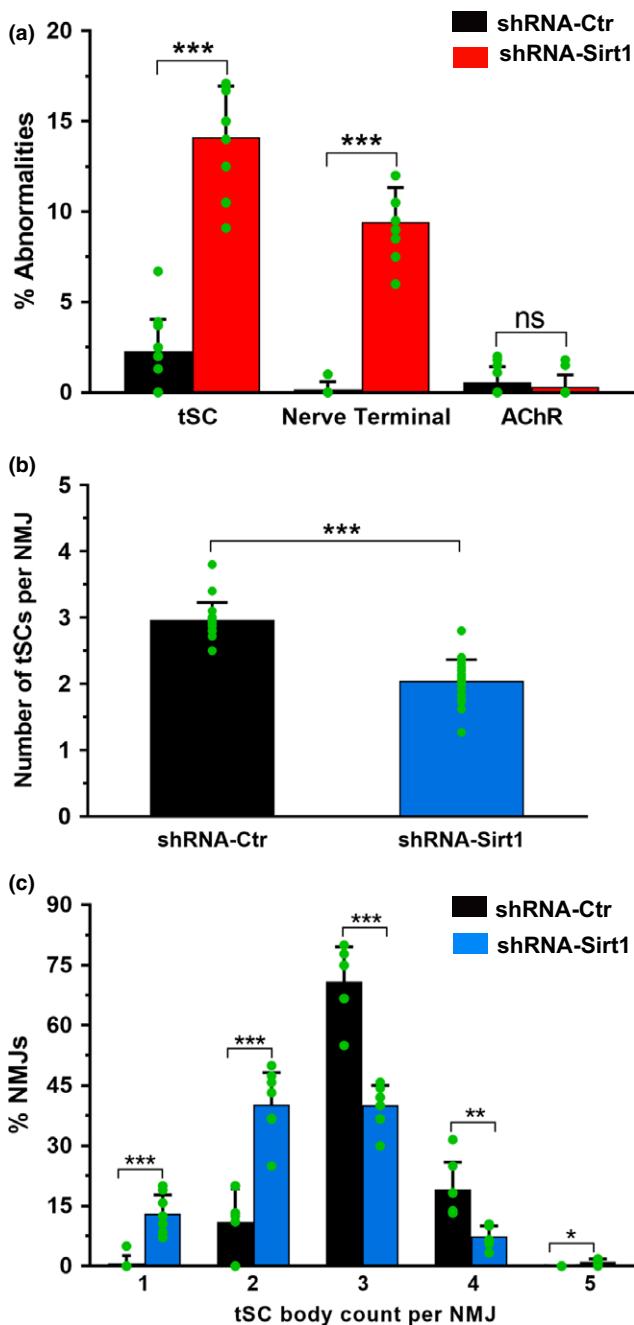 (a)
shRNA-Ctr
shRNA-Sirt1
% Abnormalities
20
15
10
5
0
***
***
ns
tSC
Nerve Terminal
AChR
(b)
Number of tSCs per NMJ
5
4
3
2
1
0
***
shRNA-Ctr
shRNA-Sirt1
(c)
shRNA-Ctr
shRNA-Sirt1
% NMJs
90
75
60
45
30
15
0
***
***
***
**
*
1 2 3 4 5
tSC body count per NMJ